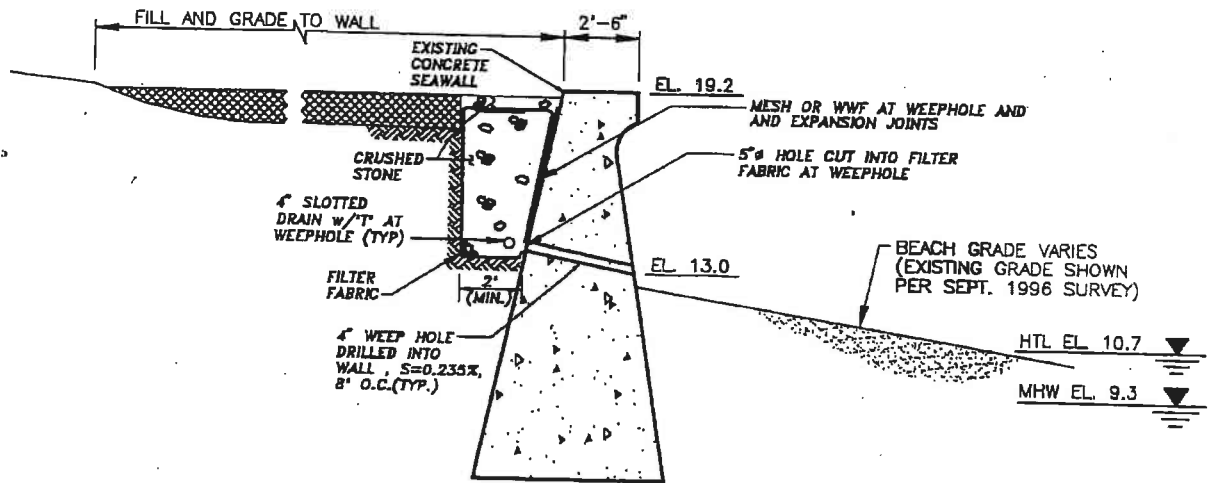 FILL AND GRADE TO WALL
2'-6"
EXISTING
CONCRETE
SEAWALL
EL. 19.2
MESH OR WWF AT WEEPHOLE AND
AND EXPANSION JOINTS
CRUSHED
STONE
5"ø HOLE CUT INTO FILTER
FABRIC AT WEEPHOLE
4" SLOTTED
DRAIN w/'T' AT
WEEPHOLE (TYP)
BEACH GRADE VARIES
(EXISTING GRADE SHOWN
PER SEPT. 1996 SURVEY)
EL. 13.0
FILTER
FABRIC
2'
(MIN.)
4" WEEP HOLE
DRILLED INTO
WALL , S=0.235%,
8' O.C.(TYP.)
HTL EL. 10.7
MHW EL. 9.3